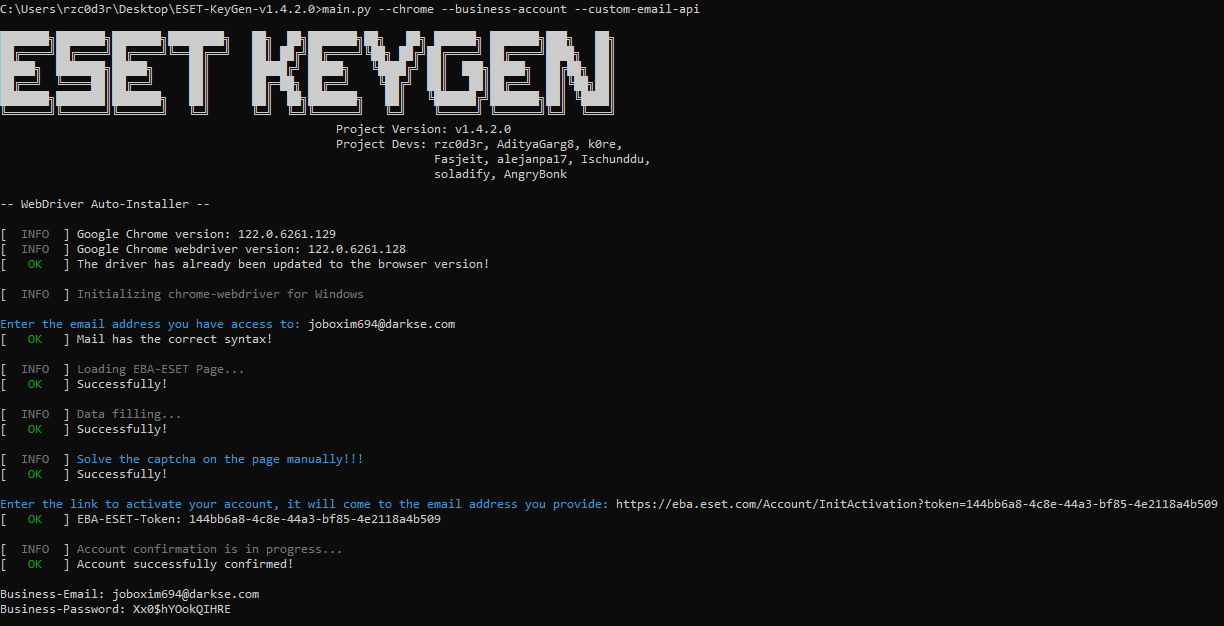 C:\Users\rzc0d3r\Desktop\ESET-KeyGen-v1.4.2.0>main.py --chrome --business-account --custom-email-api
ESET KEYGEN
Project Version: v1.4.2.0
Project Devs: rzc0d3r, AdityaGarg8, k0re,
Fasjeit, alejanpa17, Ischunddu,
soladify, AngryBonk
-- WebDriver Auto-Installer --
[  INFO  ] Google Chrome version: 122.0.6261.129
[  INFO  ] Google Chrome webdriver version: 122.0.6261.128
[   OK   ] The driver has already been updated to the browser version!
[  INFO  ] Initializing chrome-webdriver for Windows
Enter the email address you have access to: joboxim694@darkse.com
[   OK   ] Mail has the correct syntax!
[  INFO  ] Loading EBA-ESET Page...
[   OK   ] Successfully!
[  INFO  ] Data filling...
[   OK   ] Successfully!
[  INFO  ] Solve the captcha on the page manually!!!
[   OK   ] Successfully!
Enter the link to activate your account, it will come to the email address you provide: https://eba.eset.com/Account/InitActivation?token=144bb6a8-4c8e-44a3-bf85-4e2118a4b509
[   OK   ] EBA-ESET-Token: 144bb6a8-4c8e-44a3-bf85-4e2118a4b509
[  INFO  ] Account confirmation is in progress...
[   OK   ] Account successfully confirmed!
Business-Email: joboxim694@darkse.com
Business-Password: Xx0$hYOokQIHRE